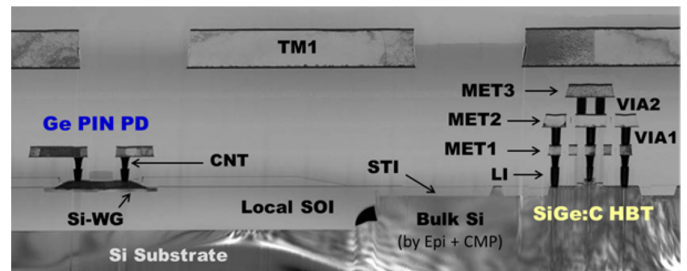 TM1
MET3
VIA2
Ge PIN PD
MET2
VIA1
CNT
STI
MET1
LI
Si-WG
Local SOI
Bulk Si
(by Epi + CMP)
SiGe:C HBT
Si Substrate